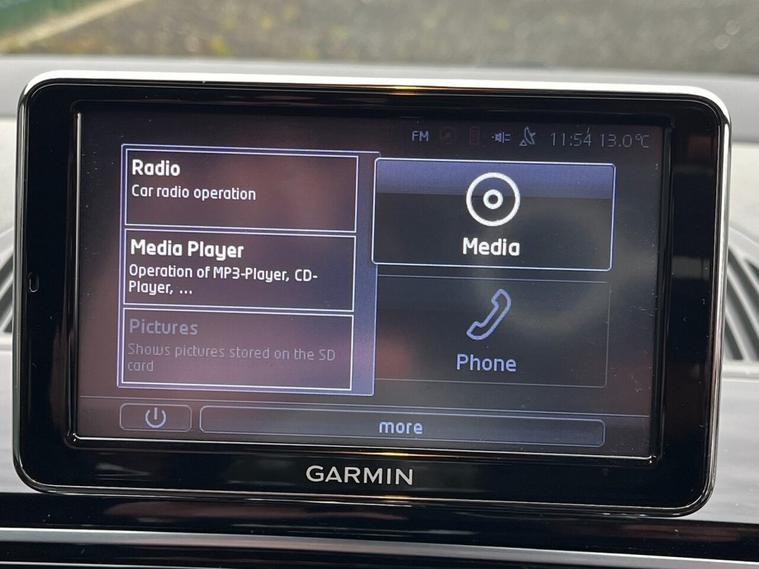 FM 11:54 13.0°C
Radio
Car radio operation
Media Player
Operation of MP3-Player, CD-
Player, ...
Pictures
Shows pictures stored on the SD
card
Media
Phone
more
GARMIN